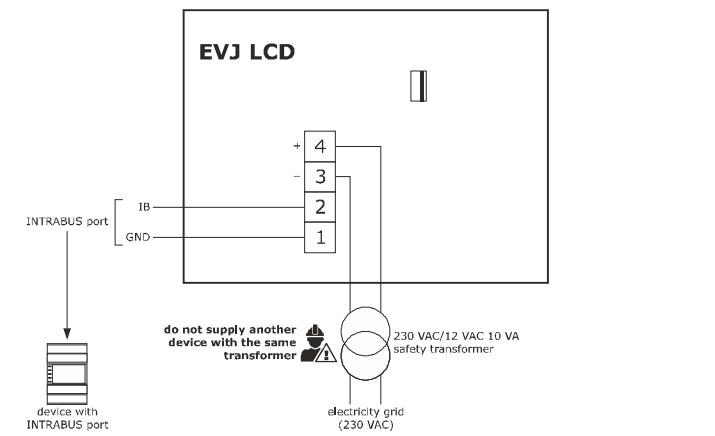 EVJ LCD
+ 4
– 3
IB 2
INTRABUS port
GND 1
do not supply another
device with the same
transformer
230 VAC/12 VAC 10 VA
safety transformer
device with
INTRABUS port
electricity grid
(230 VAC)